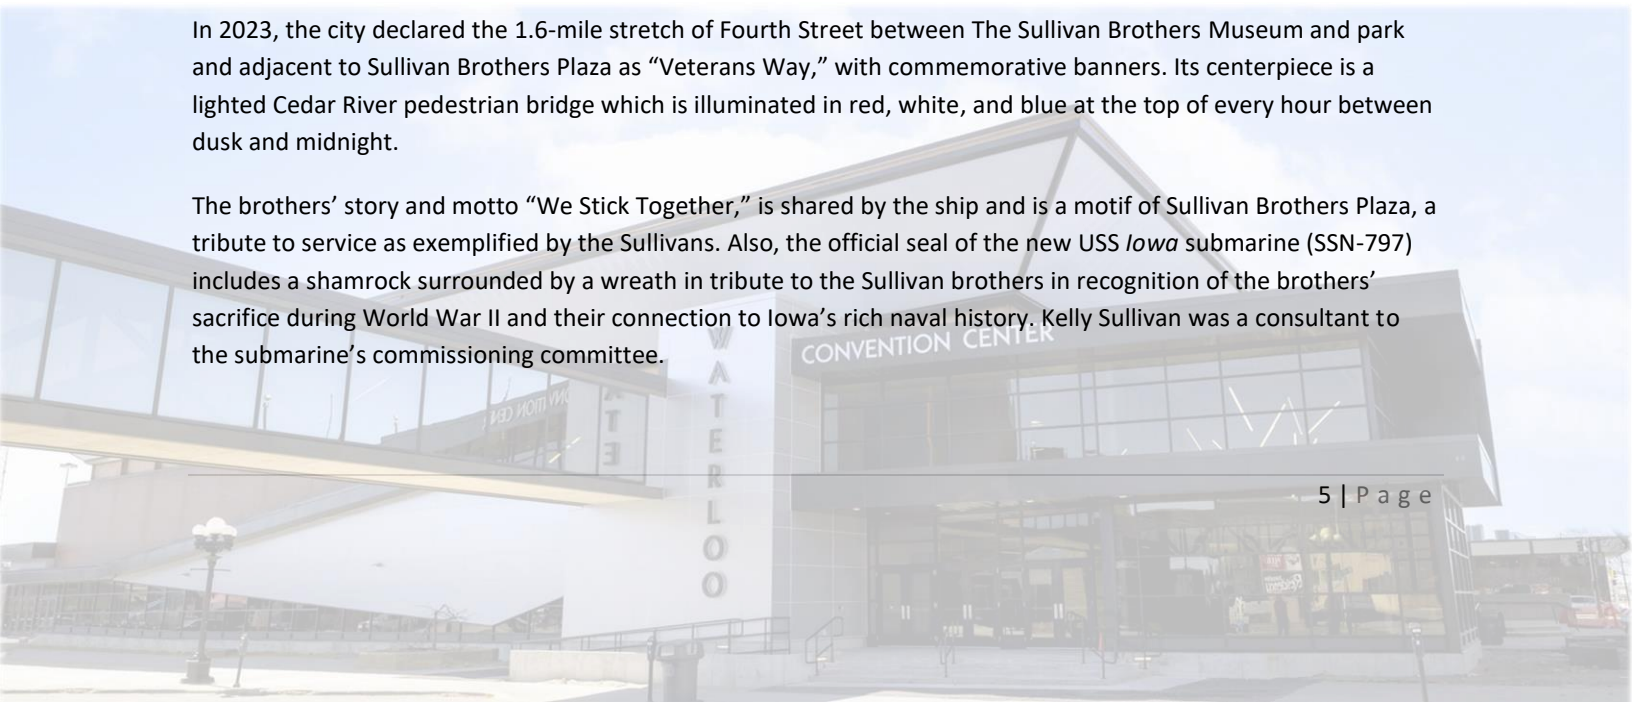 In 2023, the city declared the 1.6-mile stretch of Fourth Street between The Sullivan Brothers Museum and park
and adjacent to Sullivan Brothers Plaza as “Veterans Way,” with commemorative banners. Its centerpiece is a
lighted Cedar River pedestrian bridge which is illuminated in red, white, and blue at the top of every hour between
dusk and midnight.
The brothers’ story and motto “We Stick Together,” is shared by the ship and is a motif of Sullivan Brothers Plaza, a
tribute to service as exemplified by the Sullivans. Also, the official seal of the new USS Iowa submarine (SSN-797)
includes a shamrock surrounded by a wreath in tribute to the Sullivan brothers in recognition of the brothers’
sacrifice during World War II and their connection to Iowa’s rich naval history. Kelly Sullivan was a consultant to
the submarine’s commissioning committee.
WATERLOO
CONVENTION CENTER
5 | Page